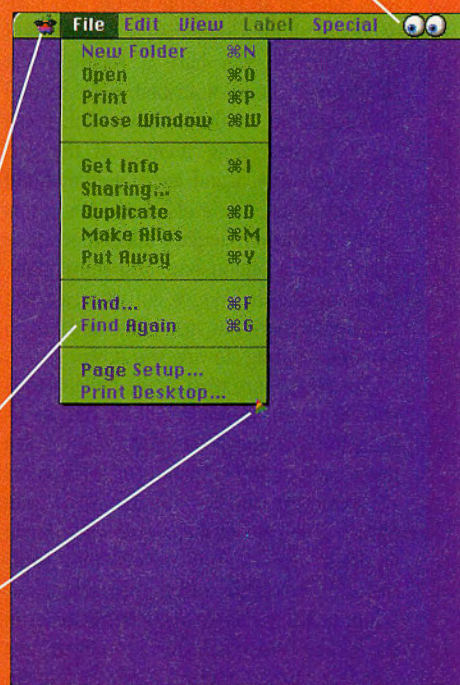 File Edit View Label Special
New Folder ⌘N
Open ⌘O
Print ⌘P
Close Window ⌘W
Get Info ⌘I
Sharing...
Duplicate ⌘D
Make Alias ⌘M
Put Away ⌘Y
Find... ⌘F
Find Again ⌘G
Page Setup...
Print Desktop...